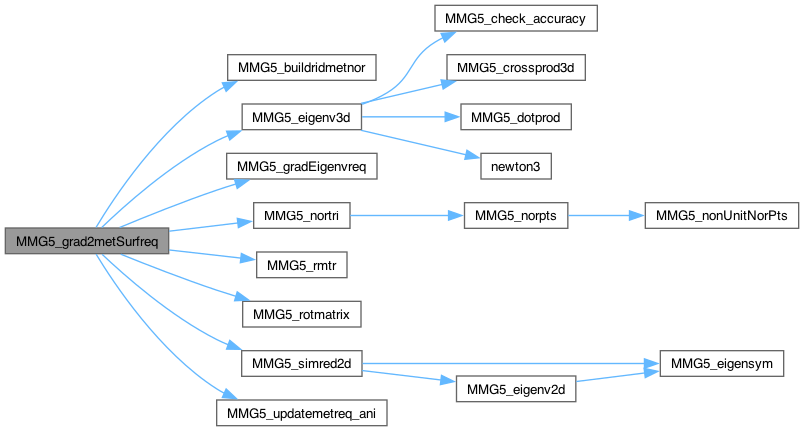 MMG5_check_accuracy
MMG5_buildridmetnor
MMG5_crossprod3d
MMG5_eigenv3d
MMG5_dotprod
MMG5_gradEigenvreq
newton3
MMG5_nortri
MMG5_norpts
MMG5_nonUnitNorPts
MMG5_grad2metSurfreq
MMG5_rmtr
MMG5_rotmatrix
MMG5_simred2d
MMG5_eigensym
MMG5_eigenv2d
MMG5_updatemetreq_ani